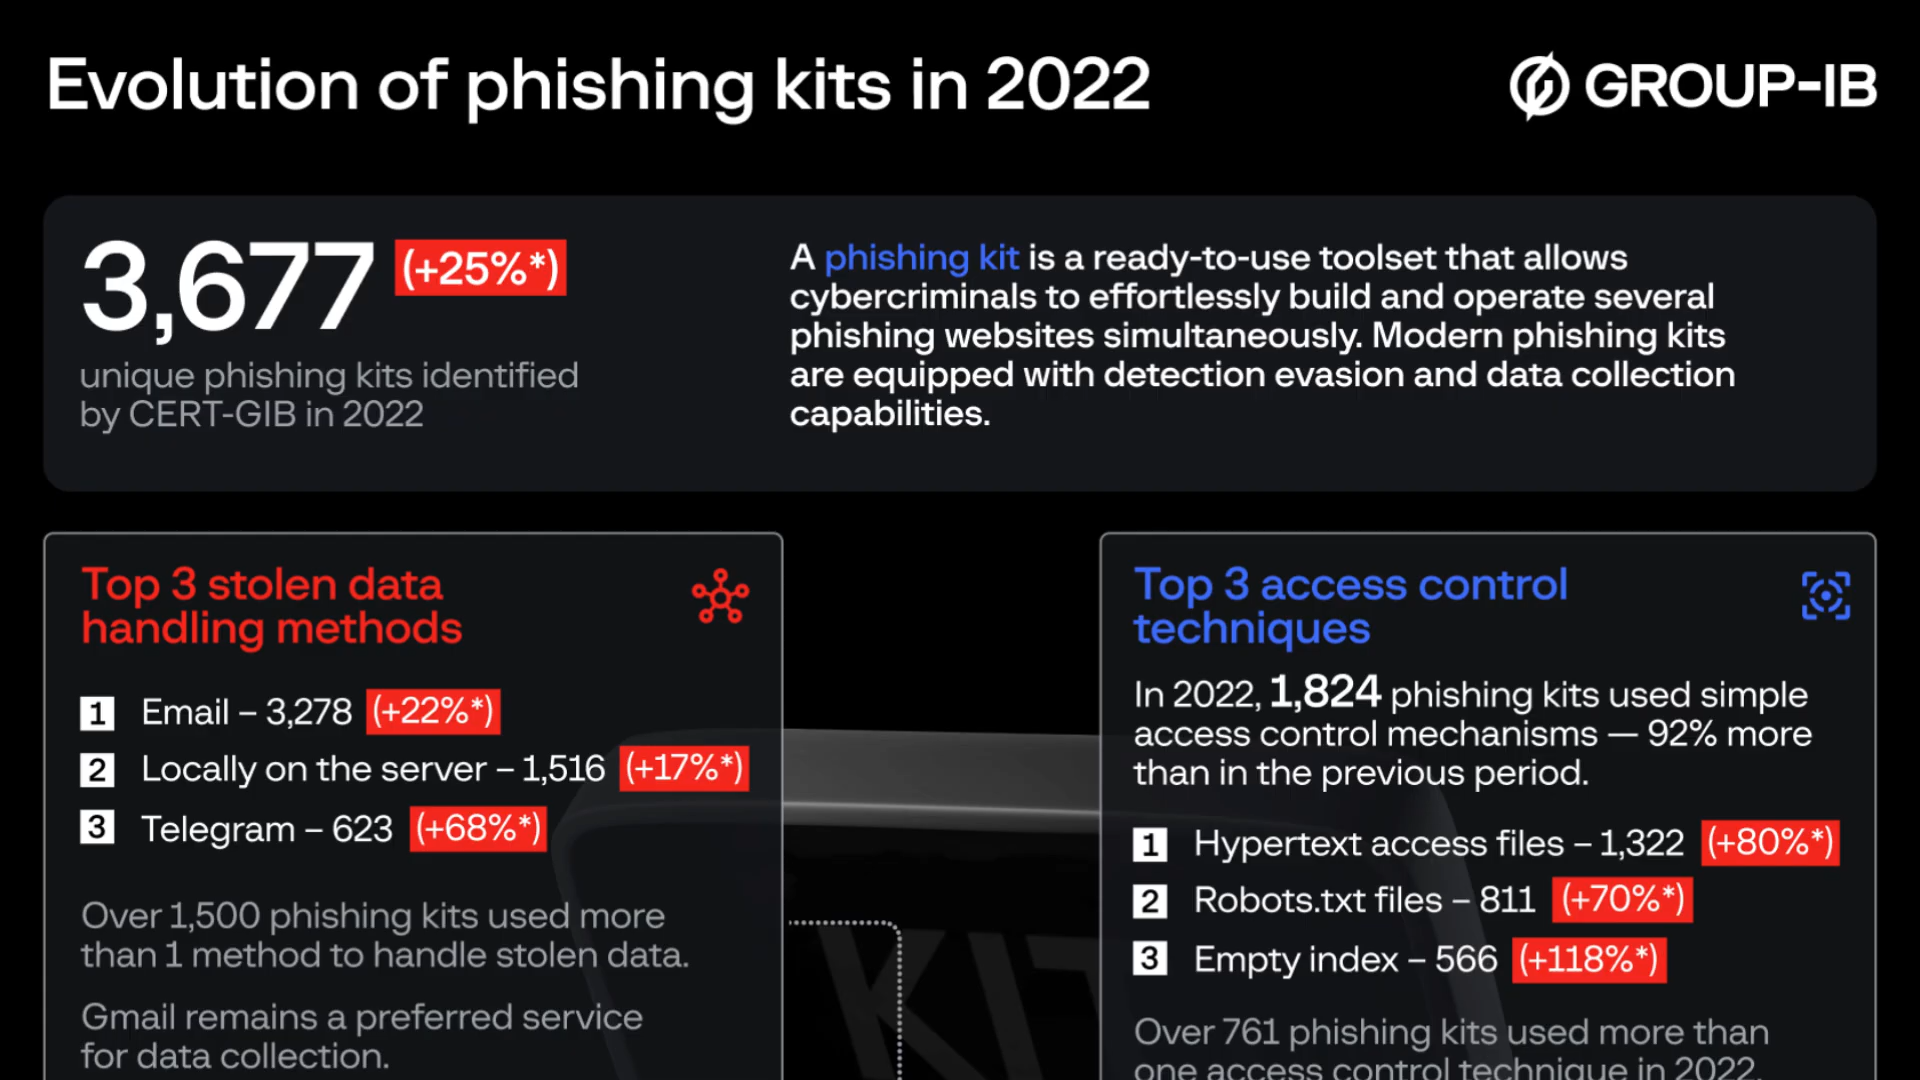 Evolution of phishing kits in 2022
GROUP-IB
3,677 (+25%*)
unique phishing kits identified
by CERT-GIB in 2022
A phishing kit is a ready-to-use toolset that allows
cybercriminals to effortlessly build and operate several
phishing websites simultaneously. Modern phishing kits
are equipped with detection evasion and data collection
capabilities.
Top 3 stolen data
handling methods
1 Email – 3,278 (+22%*)
2 Locally on the server – 1,516 (+17%*)
3 Telegram – 623 (+68%*)
Over 1,500 phishing kits used more
than 1 method to handle stolen data.
Gmail remains a preferred service
for data collection.
KIT
Top 3 access control
techniques
In 2022, 1,824 phishing kits used simple
access control mechanisms — 92% more
than in the previous period.
1 Hypertext access files – 1,322 (+80%*)
2 Robots.txt files – 811 (+70%*)
3 Empty index – 566 (+118%*)
Over 761 phishing kits used more than
one access control technique in 2022.